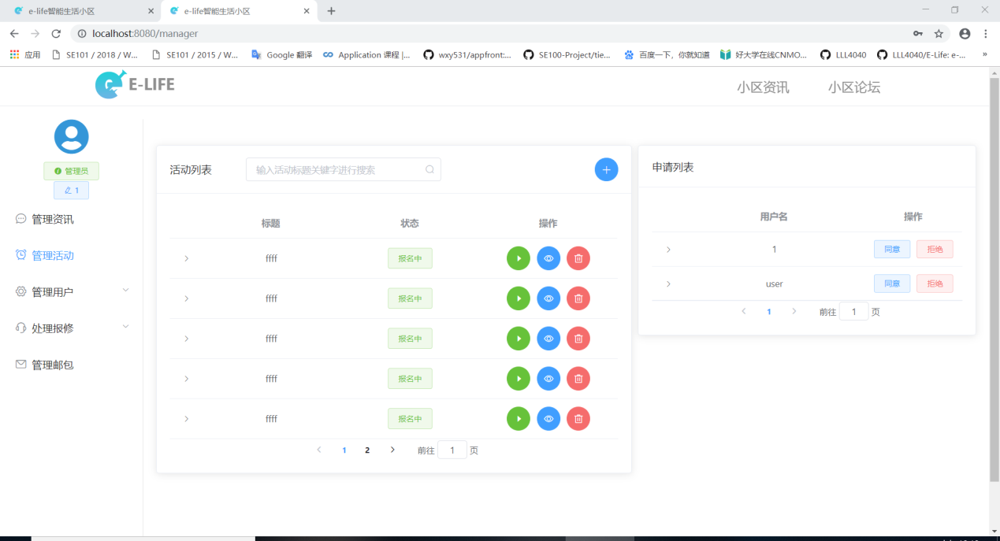 e-life智能生活小区
e-life智能生活小区
localhost:8080/manager
应用
SE101 / 2018 / W...
SE101 / 2015 / W...
Google 翻译
Application 课程 |...
wxy531/appfront:...
SE100-Project/tie...
百度一下，你就知道
好大学在线CNMO...
LLL4040
LLL4040/E-Life: e-...
»
E-LIFE
小区资讯
小区论坛
管理员
1
管理资讯
管理活动
管理用户
处理报修
管理邮包
活动列表
输入活动标题关键字进行搜索
标题 状态 操作
ffff 报名中
ffff 报名中
ffff 报名中
ffff 报名中
ffff 报名中
1 2 前往 1 页
申请列表
用户名 操作
1 同意 拒绝
user 同意 拒绝
1 前往 1 页